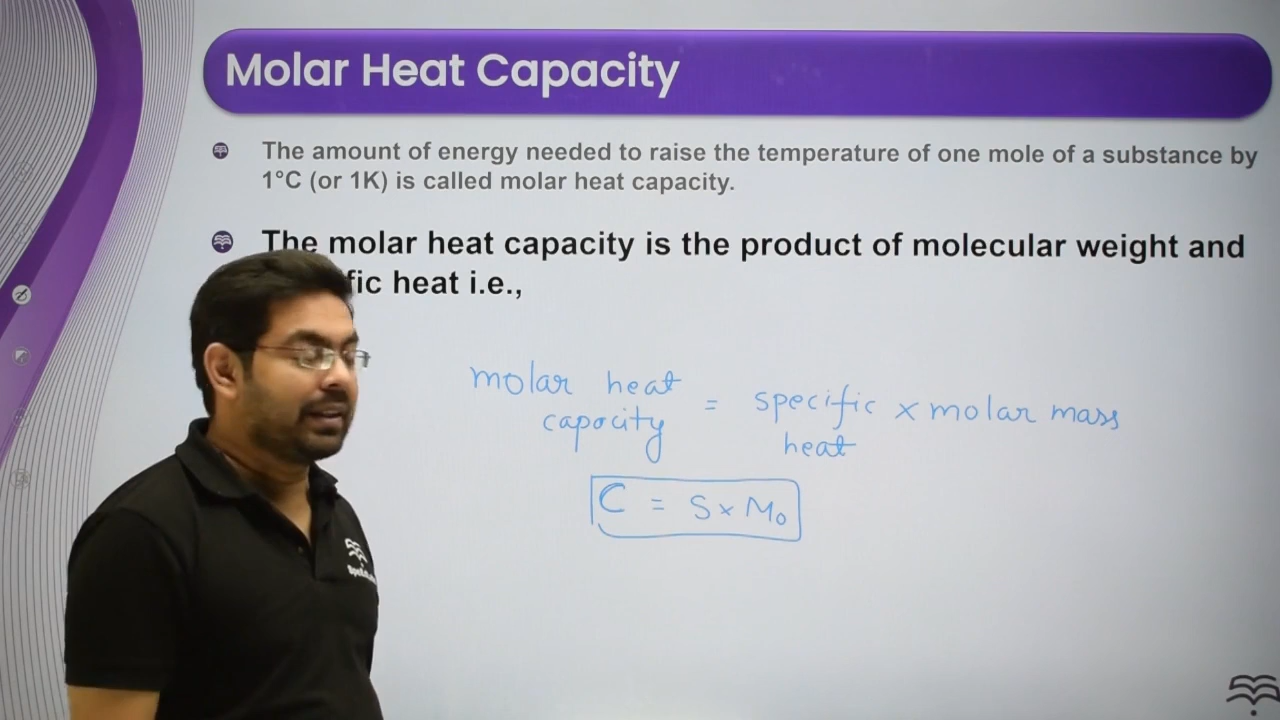 Molar Heat Capacity
The amount of energy needed to raise the temperature of one mole of a substance by
1°C (or 1K) is called molar heat capacity.
The molar heat capacity is the product of molecular weight and
fic heat i.e.,
molar heat capacity = specific heat × molar mass
C = S × M₀